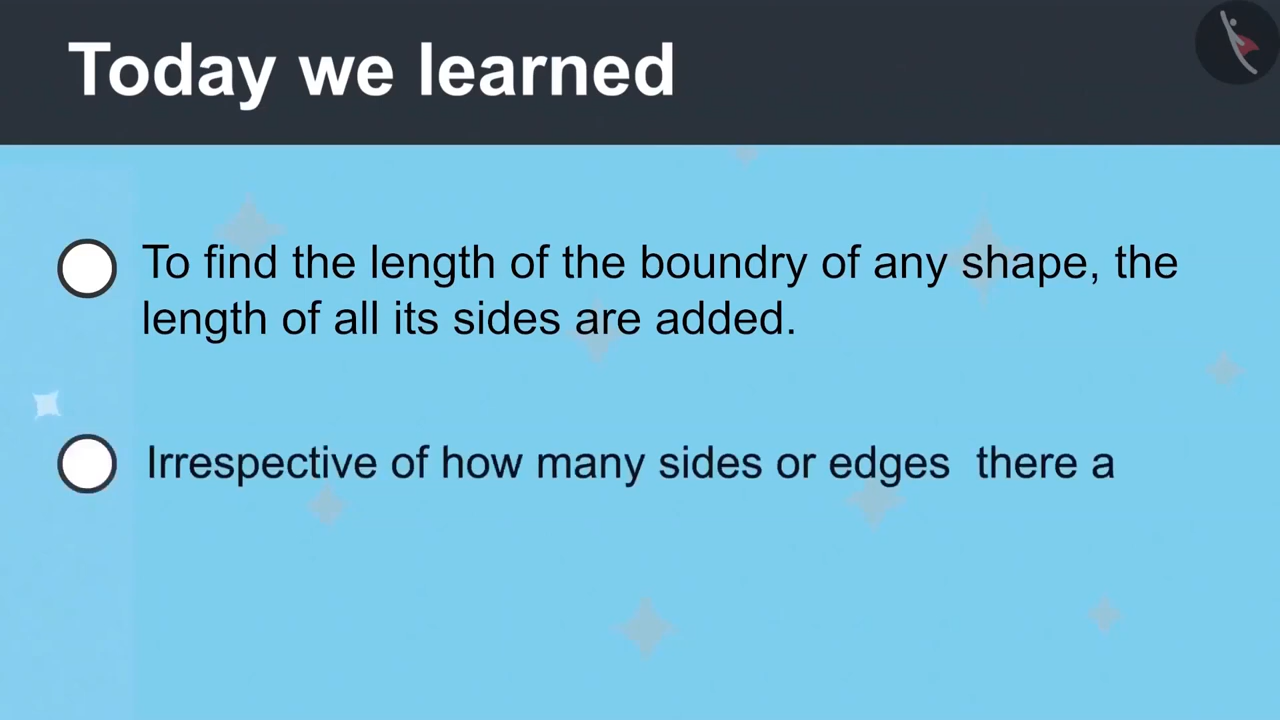 Today we learned
To find the length of the boundry of any shape, the
length of all its sides are added.
Irrespective of how many sides or edges  there a